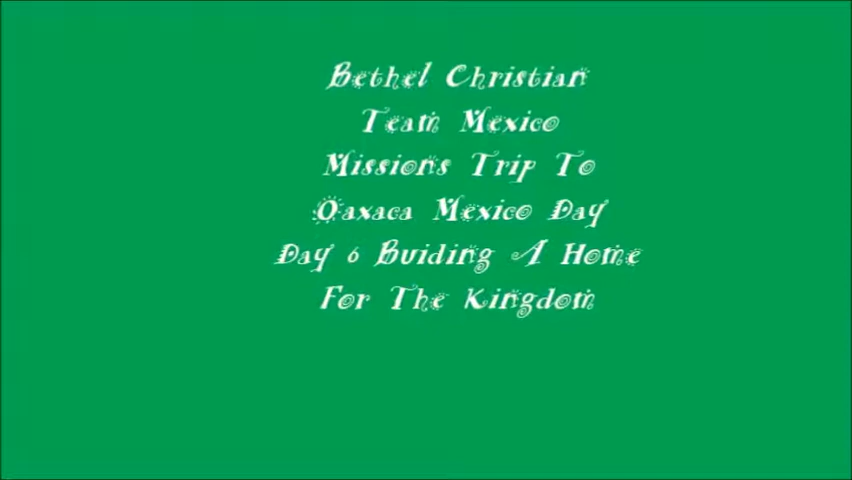 Bethel Christian
Team Mexico
Missions Trip To
Oaxaca Mexico Day
Day 6 Buiding A Home
For The Kingdom